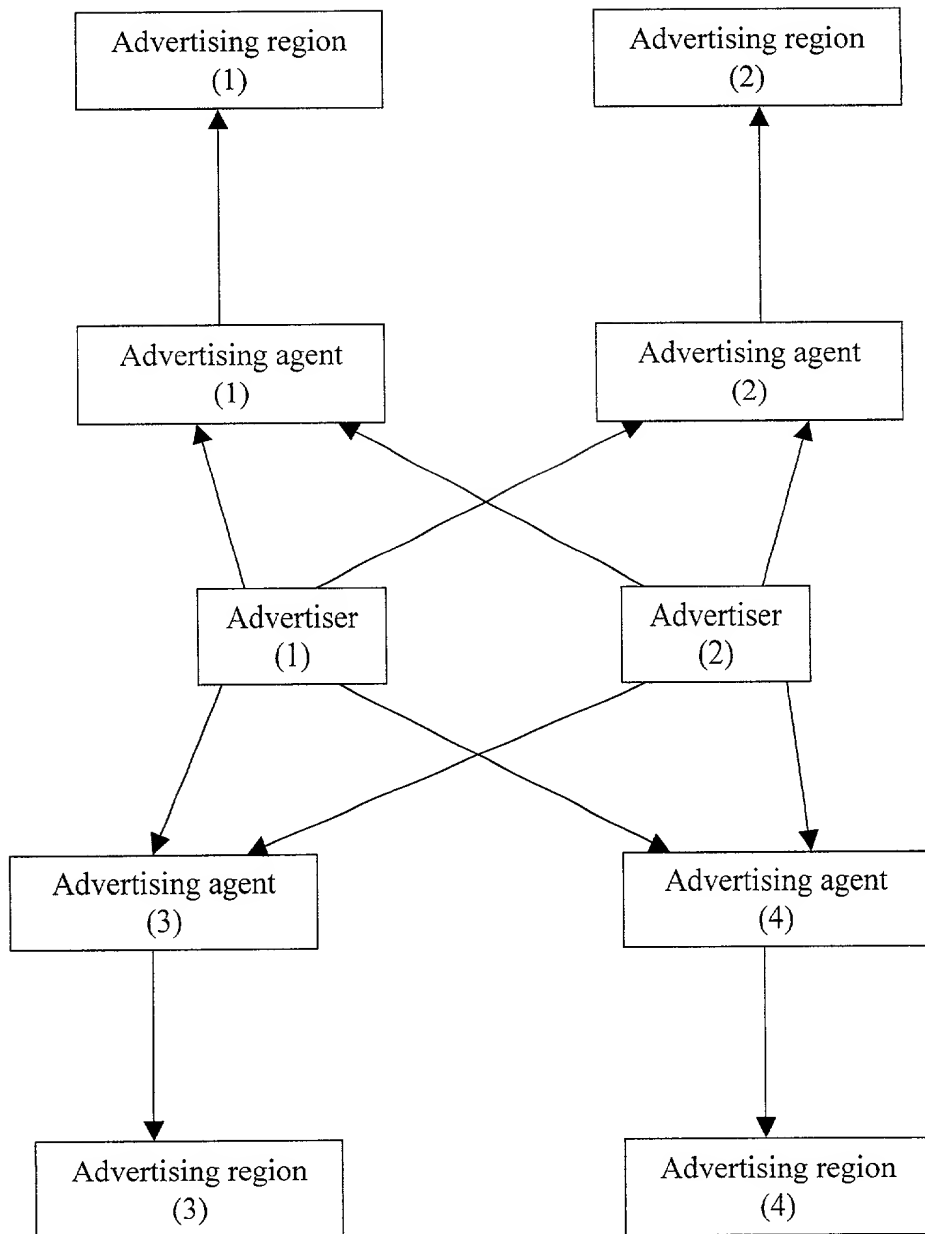 Advertising region
(1)
Advertising region
(2)
Advertising agent
(1)
Advertising agent
(2)
Advertiser
(1)
Advertiser
(2)
Advertising agent
(3)
Advertising agent
(4)
Advertising region
(3)
Advertising region
(4)